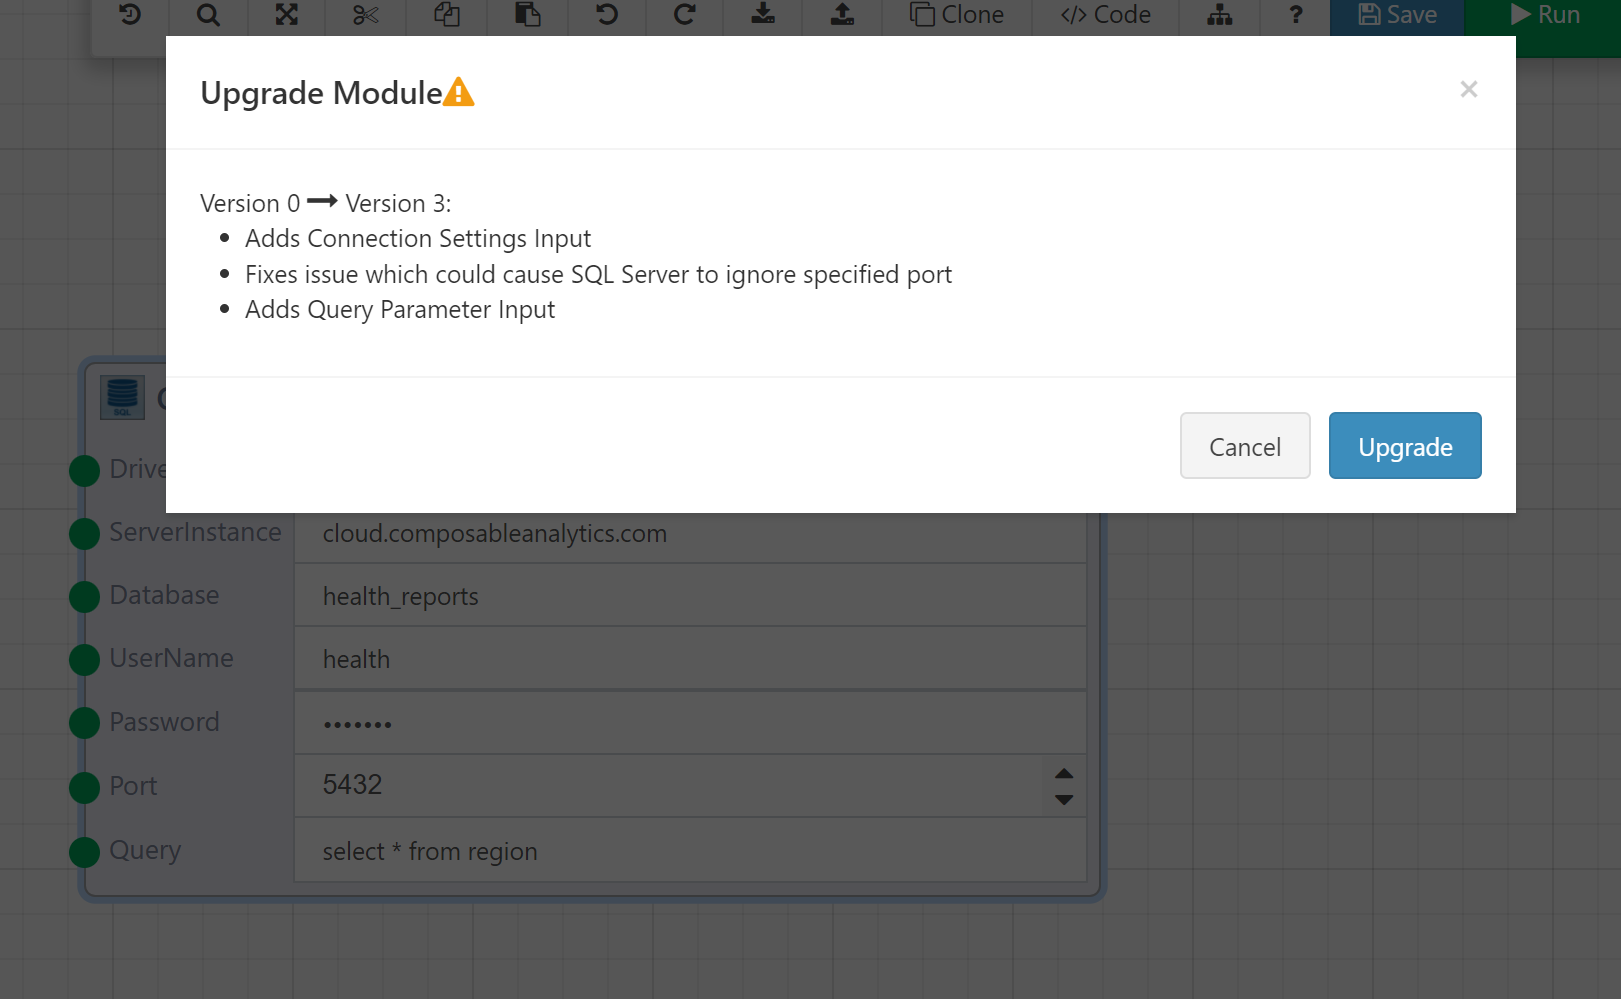 Clone
</> Code
?
Save
Run
Upgrade Module
×
Version 0 ➞ Version 3:
• Adds Connection Settings Input
• Fixes issue which could cause SQL Server to ignore specified port
• Adds Query Parameter Input
Cancel
Upgrade
SQL
ServerInstance cloud.composableanalytics.com
Database health_reports
UserName health
Password •••••••
Port 5432
Query select * from region